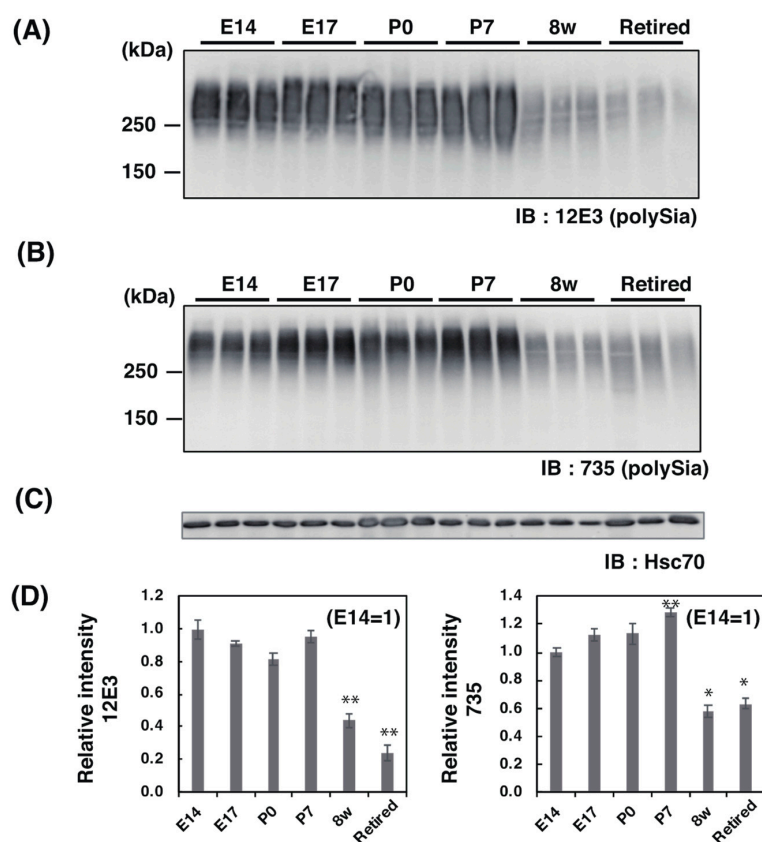 (A)
E14 E17 P0 P7 8w Retired
(kDa)
250
150
IB : 12E3 (polySia)
(B)
E14 E17 P0 P7 8w Retired
(kDa)
250
150
IB : 735 (polySia)
(C)
IB : Hsc70
(D)
Relative intensity
12E3
1.2
1.0
0.8
0.6
0.4
0.2
0.0
(E14=1)
**
**
E14 E17 P0 P7 8w Retired
Relative intensity
735
1.4
1.2
1.0
0.8
0.6
0.4
0.2
0.0
**
(E14=1)
*
*
E14 E17 P0 P7 8w Retired